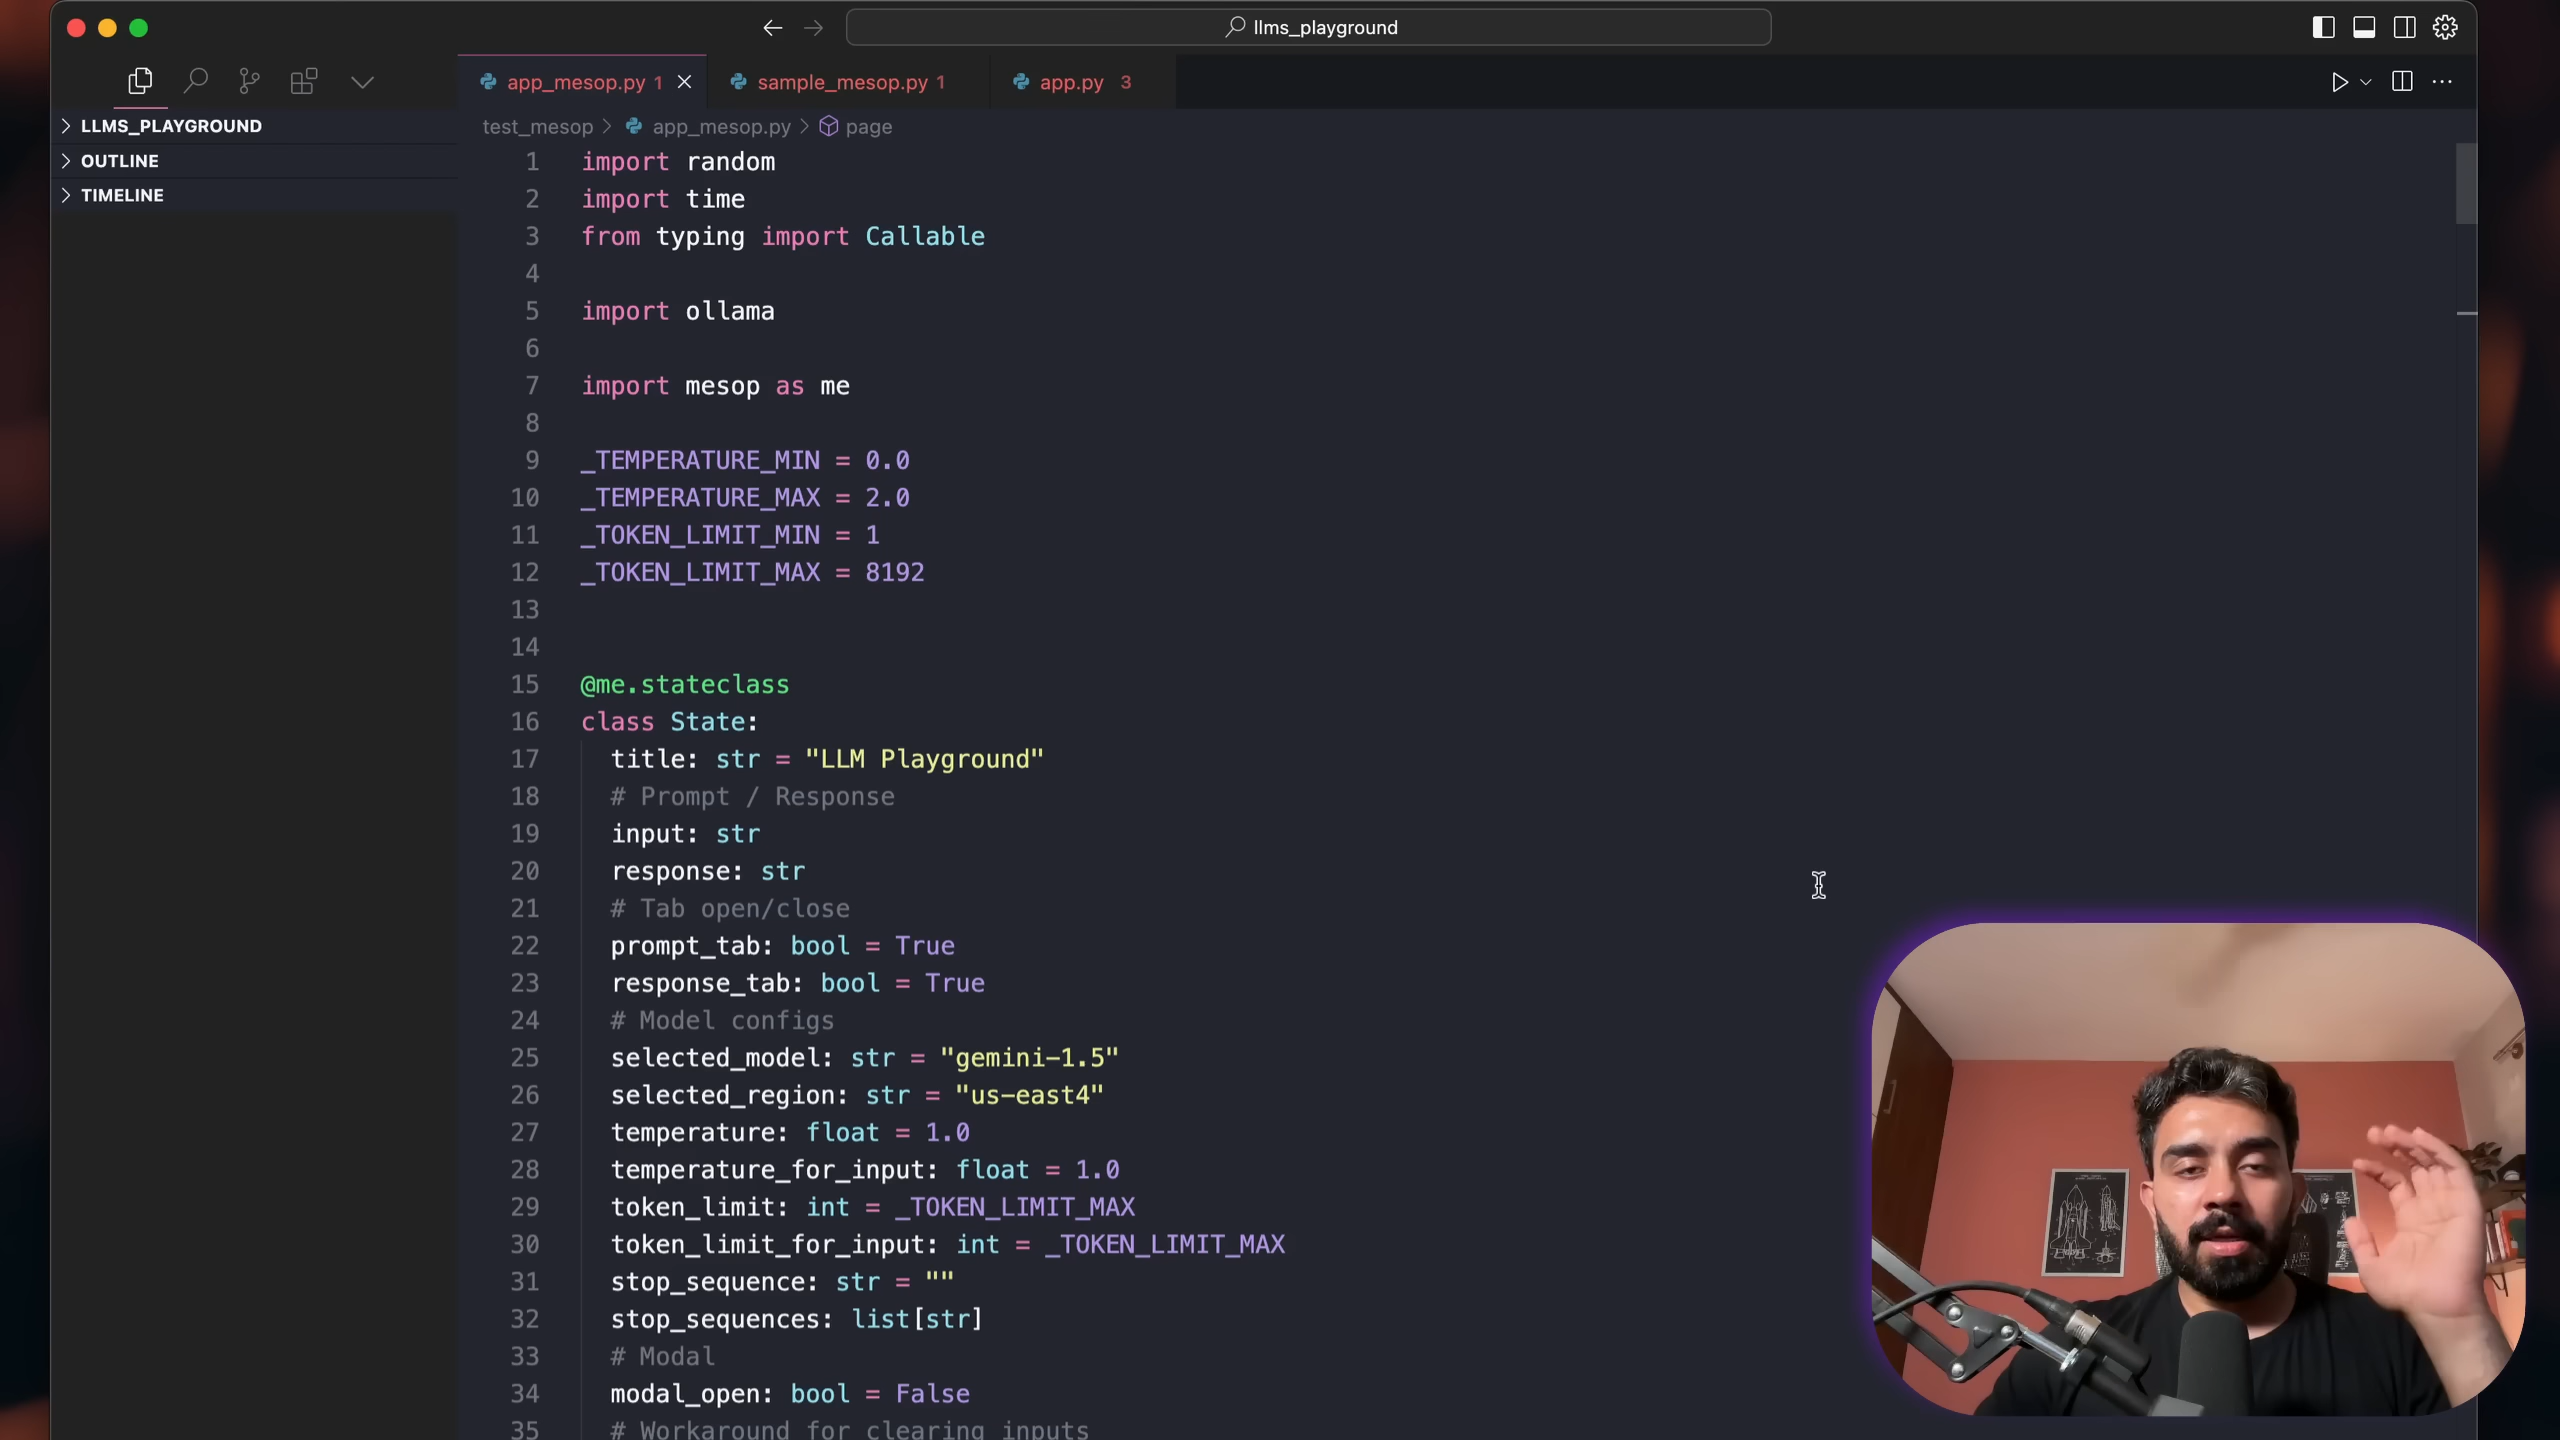 llms_playground
app_mesop.py 1
sample_mesop.py 1
app.py 3
LLMS_PLAYGROUND
OUTLINE
TIMELINE
test_mesop > app_mesop.py > page
1 import random
2 import time
3 from typing import Callable
4
5 import ollama
6
7 import mesop as me
8
9 _TEMPERATURE_MIN = 0.0
10 _TEMPERATURE_MAX = 2.0
11 _TOKEN_LIMIT_MIN = 1
12 _TOKEN_LIMIT_MAX = 8192
13
14
15 @me.stateclass
16 class State:
17 title: str = "LLM Playground"
18 # Prompt / Response
19 input: str
20 response: str
21 # Tab open/close
22 prompt_tab: bool = True
23 response_tab: bool = True
24 # Model configs
25 selected_model: str = "gemini-1.5"
26 selected_region: str = "us-east4"
27 temperature: float = 1.0
28 temperature_for_input: float = 1.0
29 token_limit: int = _TOKEN_LIMIT_MAX
30 token_limit_for_input: int = _TOKEN_LIMIT_MAX
31 stop_sequence: str = ""
32 stop_sequences: list[str]
33 # Modal
34 modal_open: bool = False
35 # Workaround for clearing inputs